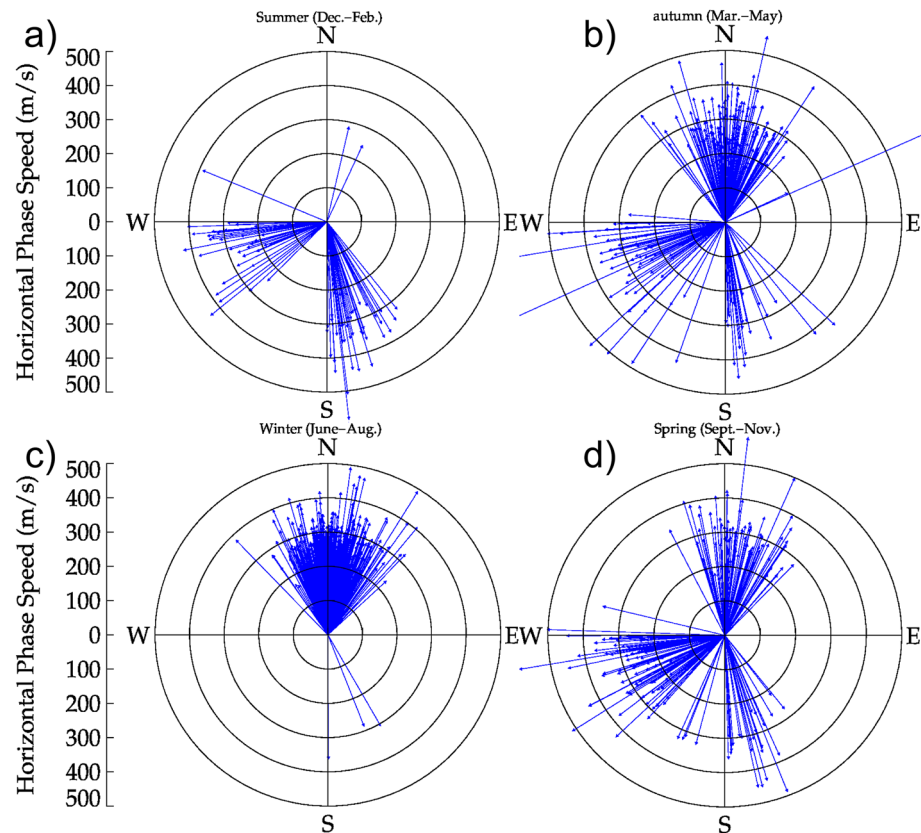 a)
Summer (Dec.–Feb.)
N
500
400
300
200
100
0
100
200
300
400
500
Horizontal Phase Speed (m/s)
W
E
S
b)
autumn (Mar.–May)
N
W
E
S
c)
Winter (June–Aug.)
N
500
400
300
200
100
0
100
200
300
400
500
Horizontal Phase Speed (m/s)
W
E
S
d)
Spring (Sept.–Nov.)
N
W
E
S